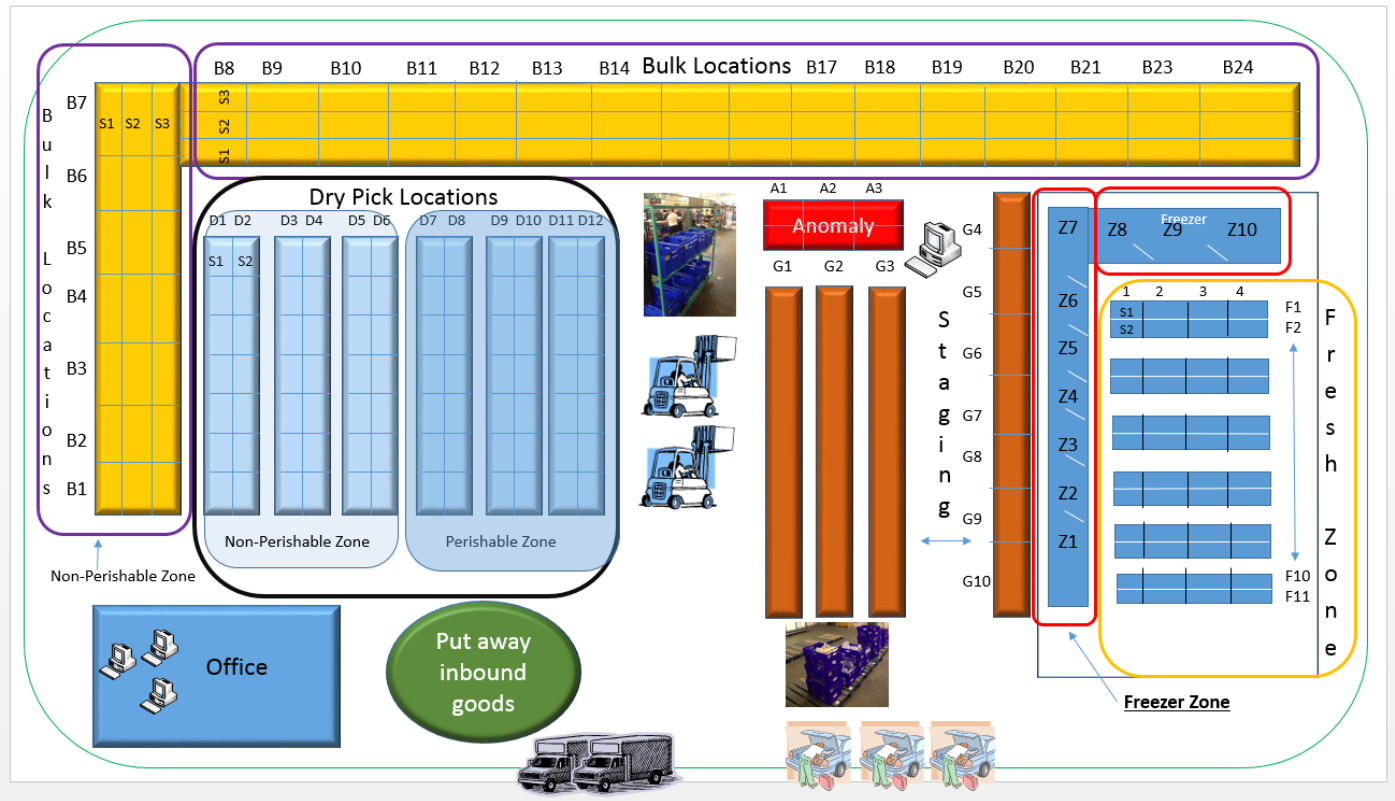 B8 B9 B10 B11 B12 B13 B14 Bulk Locations B17 B18 B19 B20 B21 B23 B24
Bulk Locations
B7
S1 S2 S3
B6
B5
B4
B3
B2
B1
S3
S2
S1
Non-Perishable Zone
Dry Pick Locations
D1 D2 D3 D4 D5 D6 D7 D8 D9 D10 D11 D12
S1 S2
Non-Perishable Zone
Perishable Zone
A1 A2 A3
Anomaly
G1 G2 G3
Staging
G4
G5
G6
G7
G8
G9
G10
Z7
Z6
Z5
Z4
Z3
Z2
Z1
Freezer
Z8 Z9 Z10
1 2 3 4
S1
S2
F1
F2
F10
F11
Fresh Zone
Freezer Zone
Office
Put away
inbound
goods